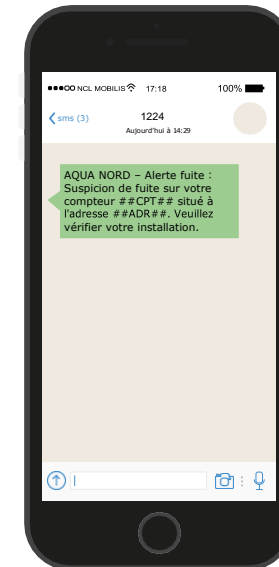 NCL MOBILIS 17:18 100%
sms (3)
1224
Aujourd'hui à 14:29
AQUA NORD – Alerte fuite :
Suspicion de fuite sur votre
compteur ##CPT## situé à
l'adresse ##ADR##. Veuillez
vérifier votre installation.